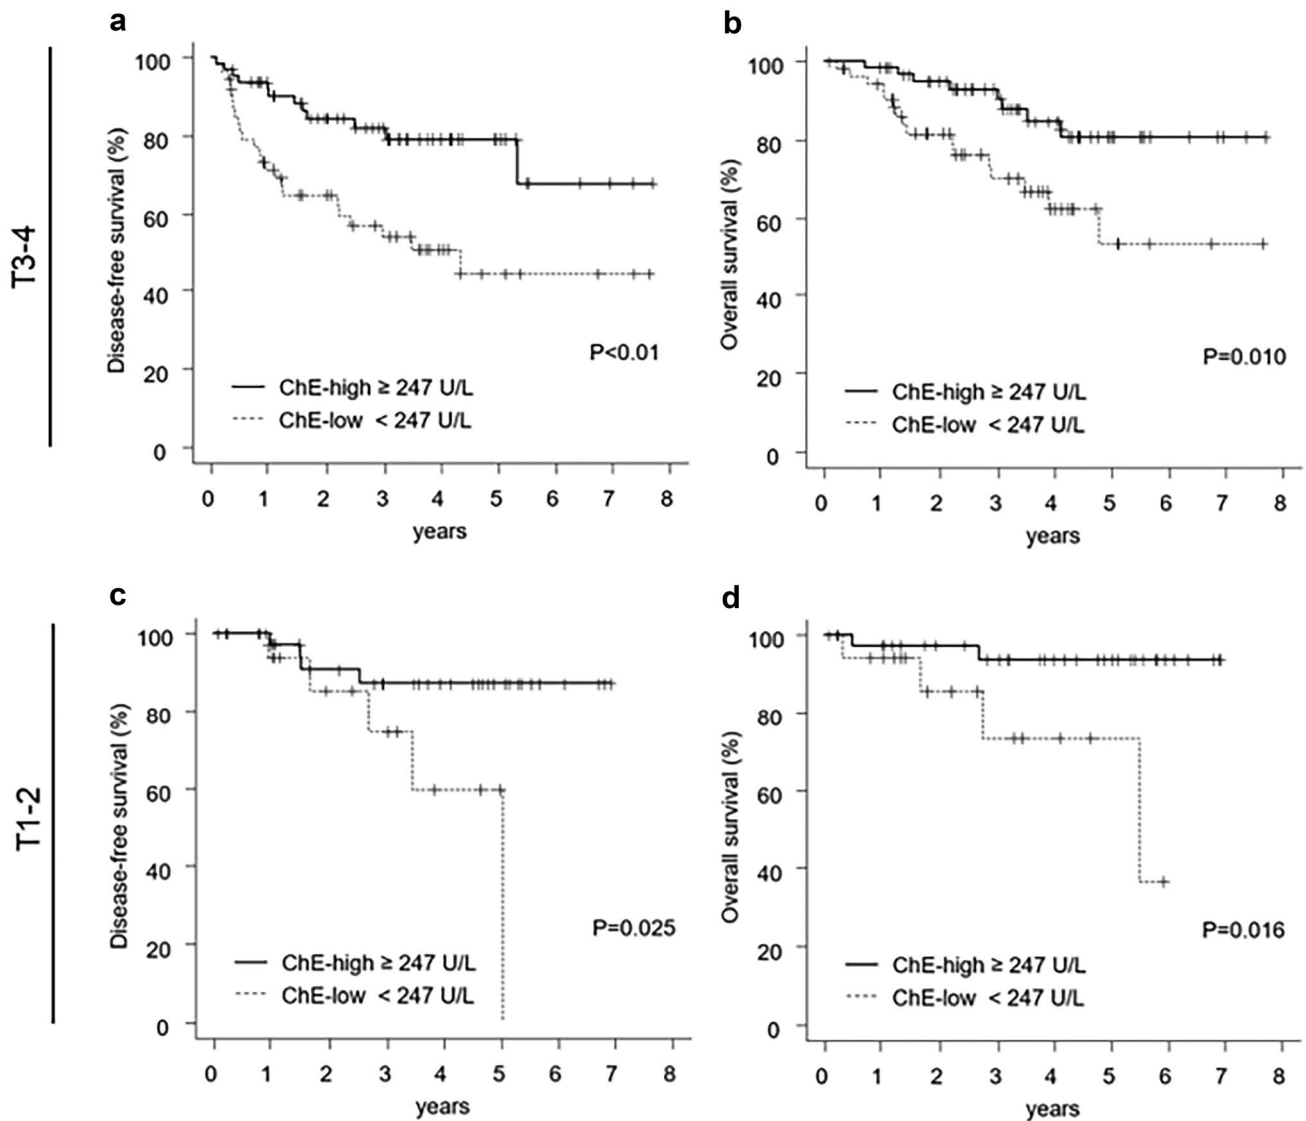 a
T3-4
Disease-free survival (%)
100
80
60
40
20
0
P<0.01
ChE-high ≥ 247 U/L
ChE-low < 247 U/L
0 1 2 3 4 5 6 7 8
years
b
Overall survival (%)
100
80
60
40
20
0
P=0.010
ChE-high ≥ 247 U/L
ChE-low < 247 U/L
0 1 2 3 4 5 6 7 8
years
c
T1-2
Disease-free survival (%)
100
80
60
40
20
0
P=0.025
ChE-high ≥ 247 U/L
ChE-low < 247 U/L
0 1 2 3 4 5 6 7 8
years
d
Overall survival (%)
100
80
60
40
20
0
P=0.016
ChE-high ≥ 247 U/L
ChE-low < 247 U/L
0 1 2 3 4 5 6 7 8
years